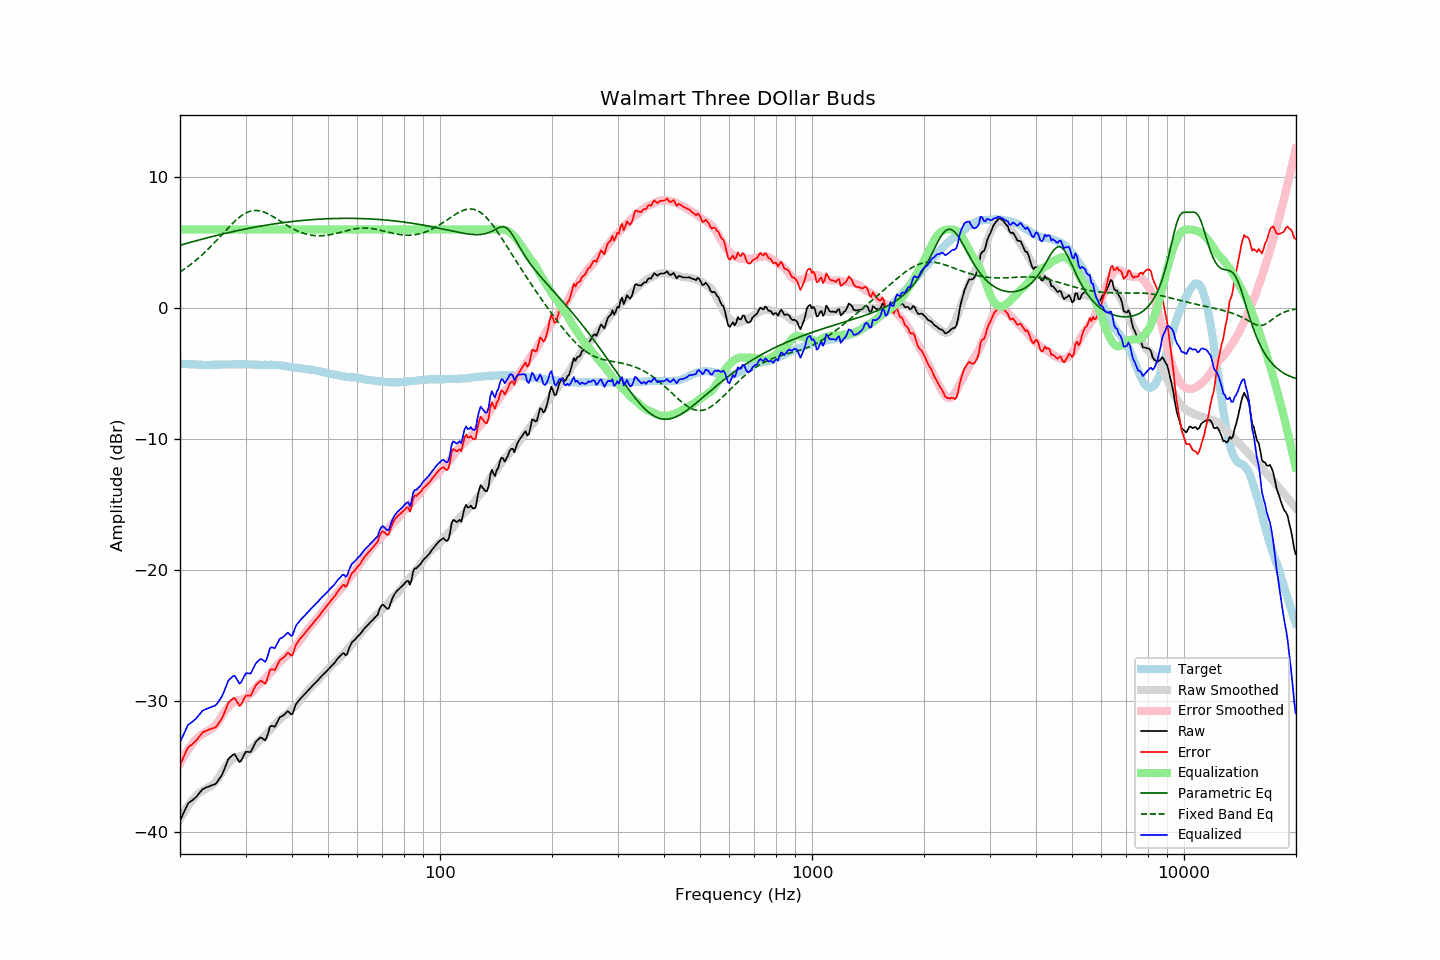 Walmart Three DOllar Buds
Amplitude (dBr)
10
0
−10
−20
−30
−40
100
1000
10000
Frequency (Hz)
Target
Raw Smoothed
Error Smoothed
Raw
Error
Equalization
Parametric Eq
Fixed Band Eq
Equalized